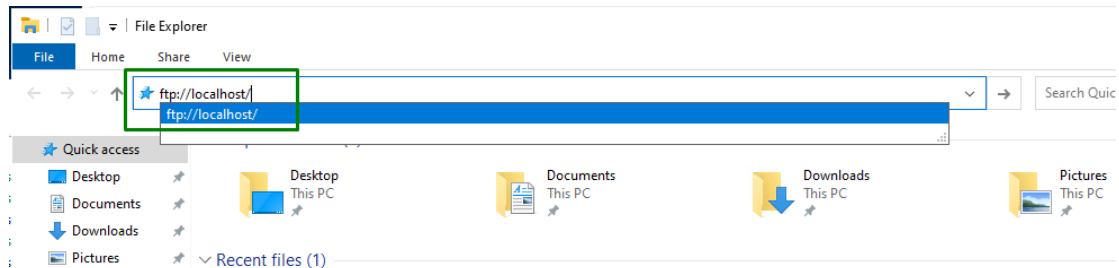 File Explorer
File Home Share View
ftp://localhost/ Search Quic
ftp://localhost/
Quick access
Desktop
Documents
Downloads
Pictures
Desktop
This PC
Documents
This PC
Downloads
This PC
Pictures
This PC
Recent files (1)